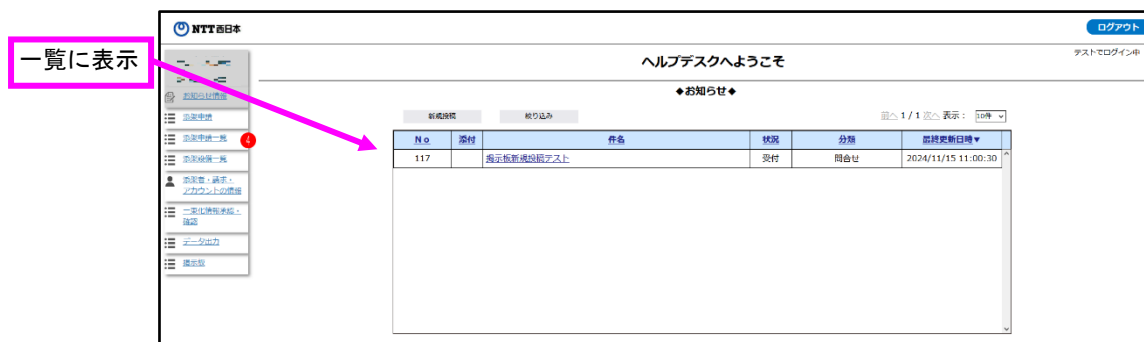 NTT西日本
ログアウト
一覧に表示
テストでログイン中
ヘルプデスクへようこそ
◆お知らせ◆
お知らせ情報
添架申請
添架申請一覧
4
添架設備一覧
添架者・請求・
アカウントの情報
一束化情報承認・
確認
データ出力
掲示板
新規投稿 絞り込み 前へ 1 / 1 次へ 表示： 10件
No 添付 件名 状況 分類 最終更新日時▼
117 掲示板新規投稿テスト 受付 問合せ 2024/11/15 11:00:30